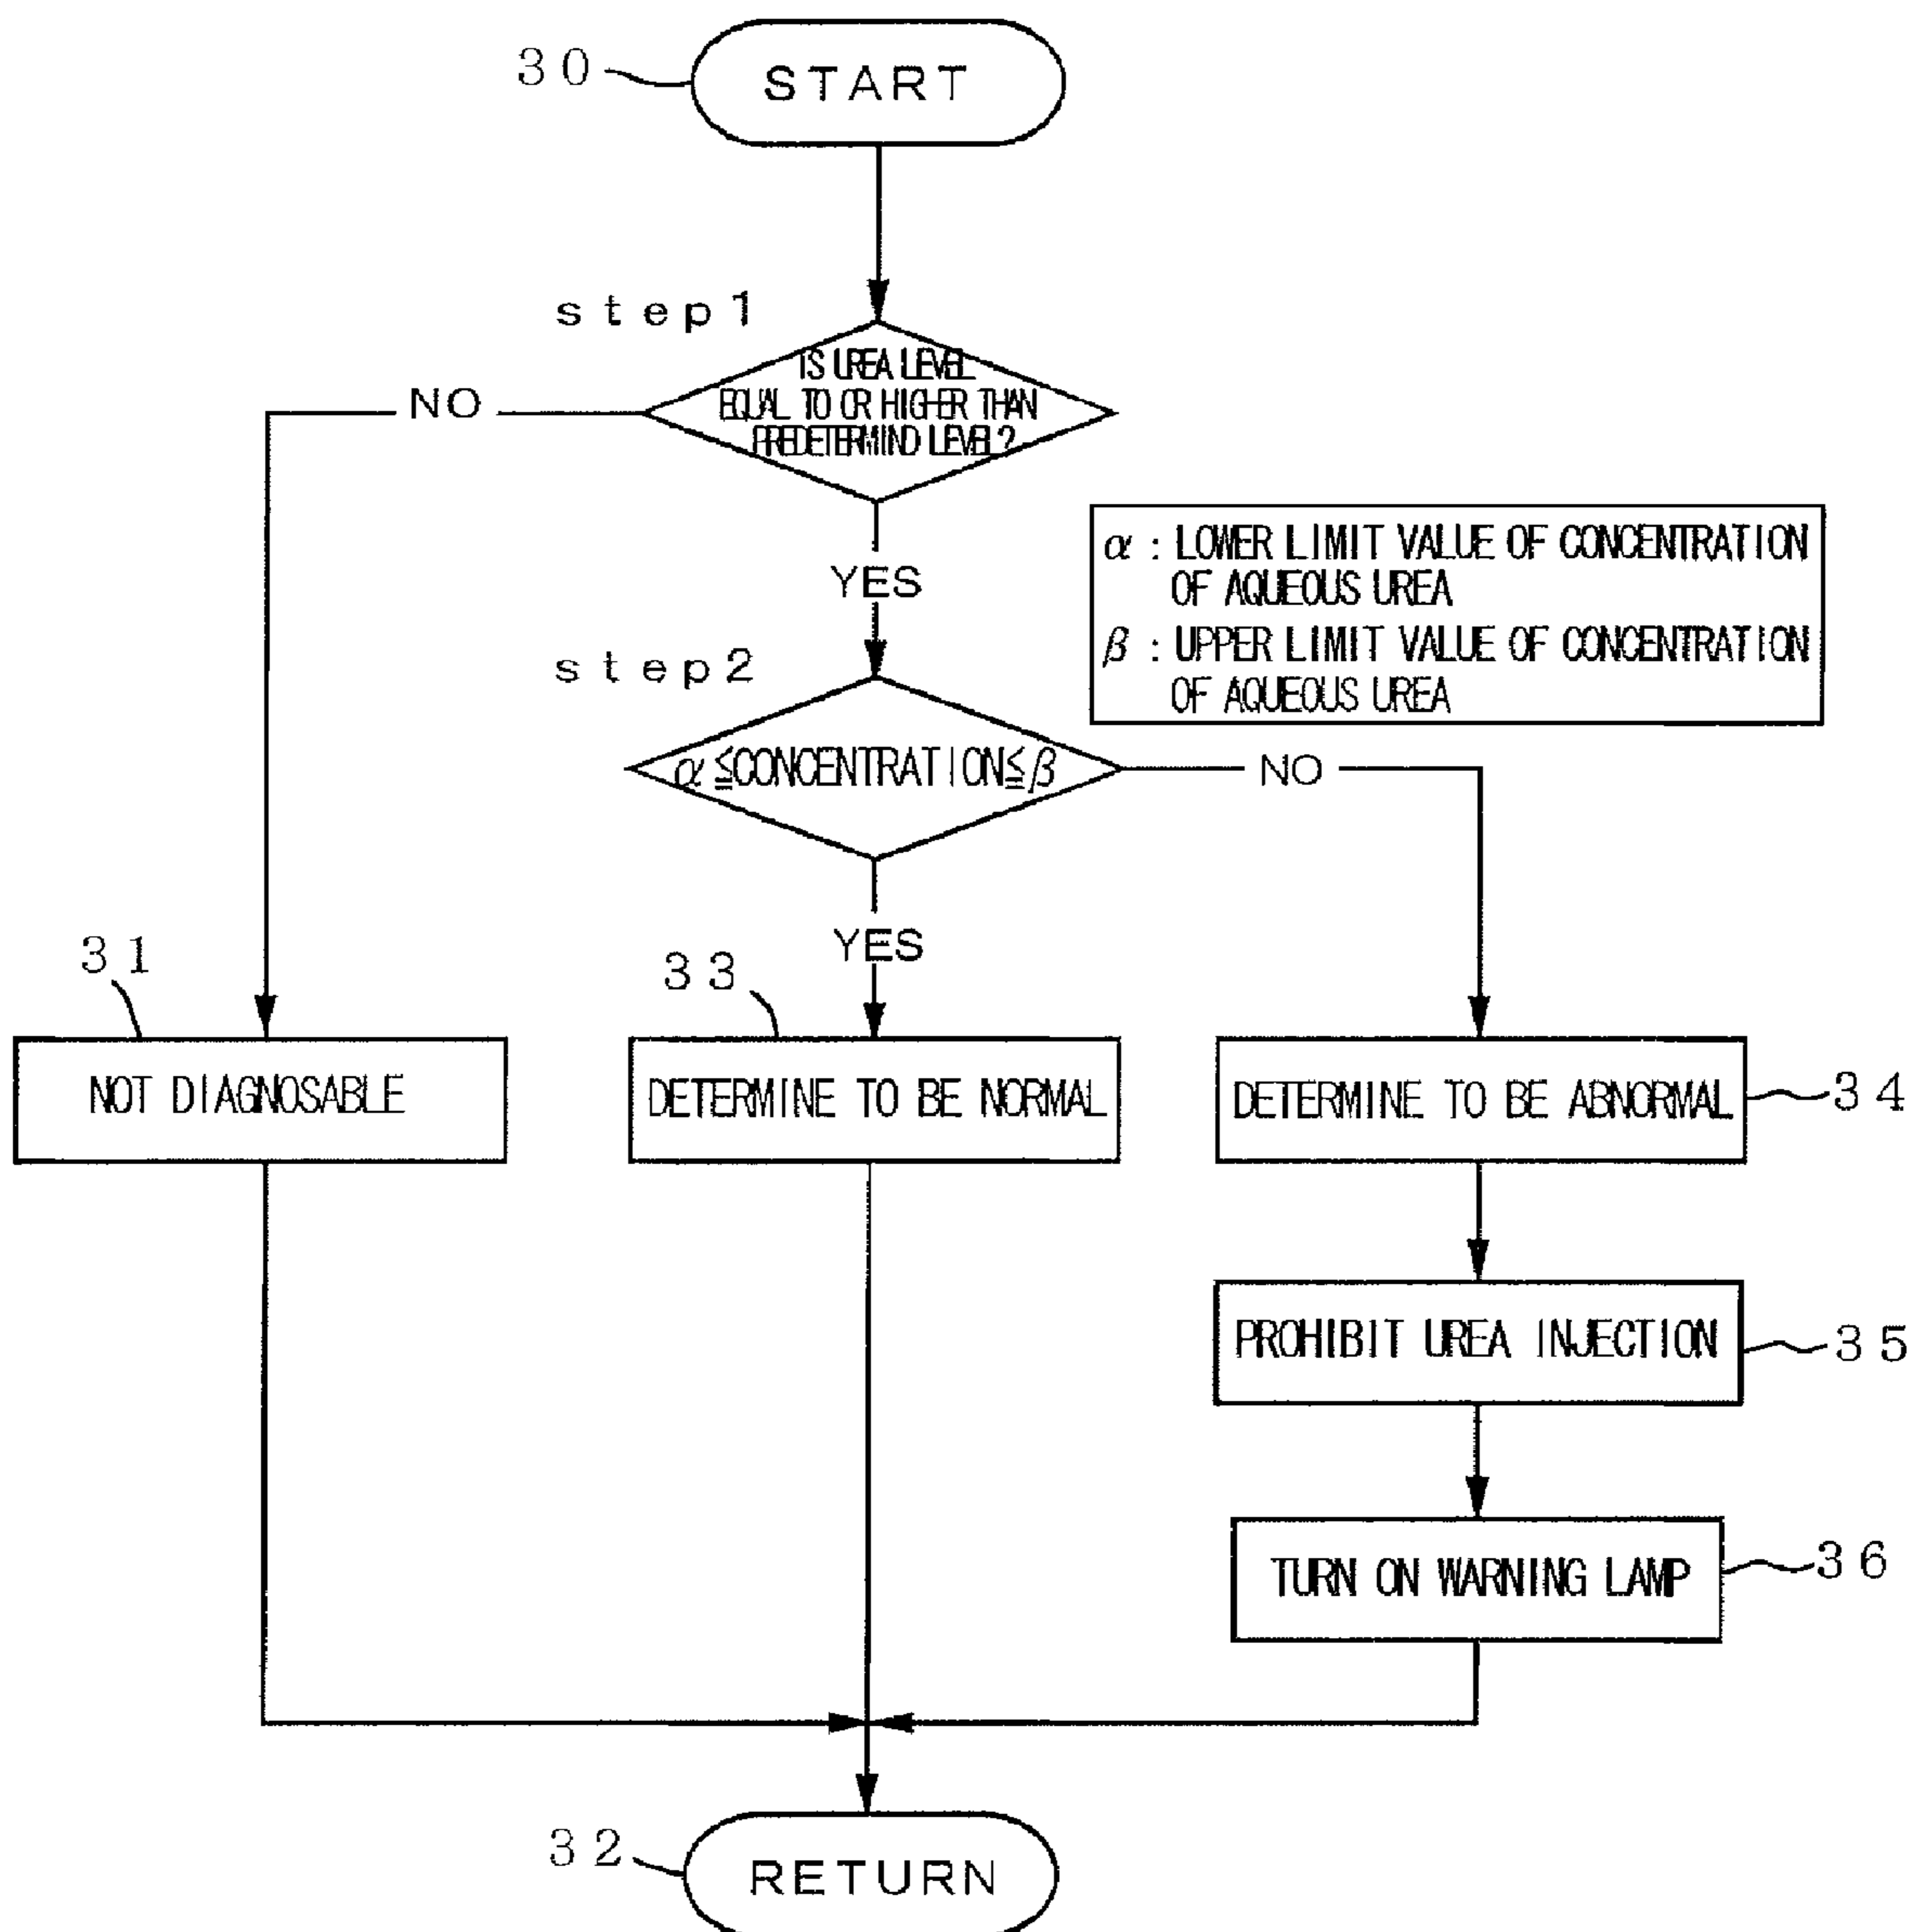 30
START
step1
IS UREA LEVEL
EQUAL TO OR HIGHER THAN
PREDETERMIND LEVEL?
NO
YES
α : LOWER LIMIT VALUE OF CONCENTRATION
OF AQUEOUS UREA
β : UPPER LIMIT VALUE OF CONCENTRATION
OF AQUEOUS UREA
step2
α≦CONCENTRATION≦β
NO
YES
31
33
NOT DIAGNOSABLE
DETERMINE TO BE NORMAL
DETERMINE TO BE ABNORMAL
34
PROHIBIT UREA INJECTION
35
TURN ON WARNING LAMP
36
32
RETURN